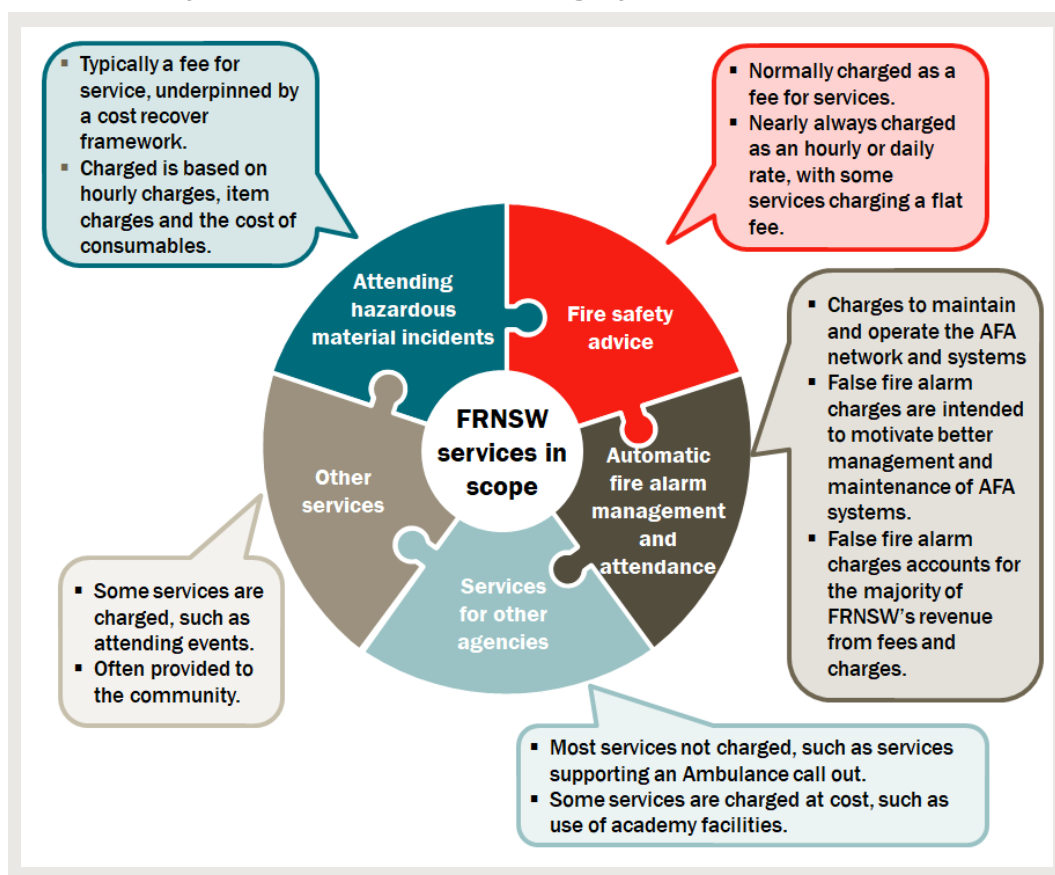 ▪ Typically a fee for
service, underpinned by
a cost recover
framework.
▪ Charged is based on
hourly charges, item
charges and the cost of
consumables.
▪ Normally charged as a
fee for services.
▪ Nearly always charged
as an hourly or daily
rate, with some
services charging a flat
fee.
Attending
hazardous
material incidents
Fire safety
advice
▪ Charges to maintain
and operate the AFA
network and systems
▪ False fire alarm
charges are intended
to motivate better
management and
maintenance of AFA
systems.
▪ False fire alarm
charges accounts for
the majority of
FRNSW's revenue
from fees and
charges.
FRNSW
services in
scope
Other
services
Automatic
fire alarm
management
and
attendance
Services
for other
agencies
▪ Some services are
charged, such as
attending events.
▪ Often provided to
the community.
▪ Most services not charged, such as services
supporting an Ambulance call out.
▪ Some services are charged at cost, such as
use of academy facilities.